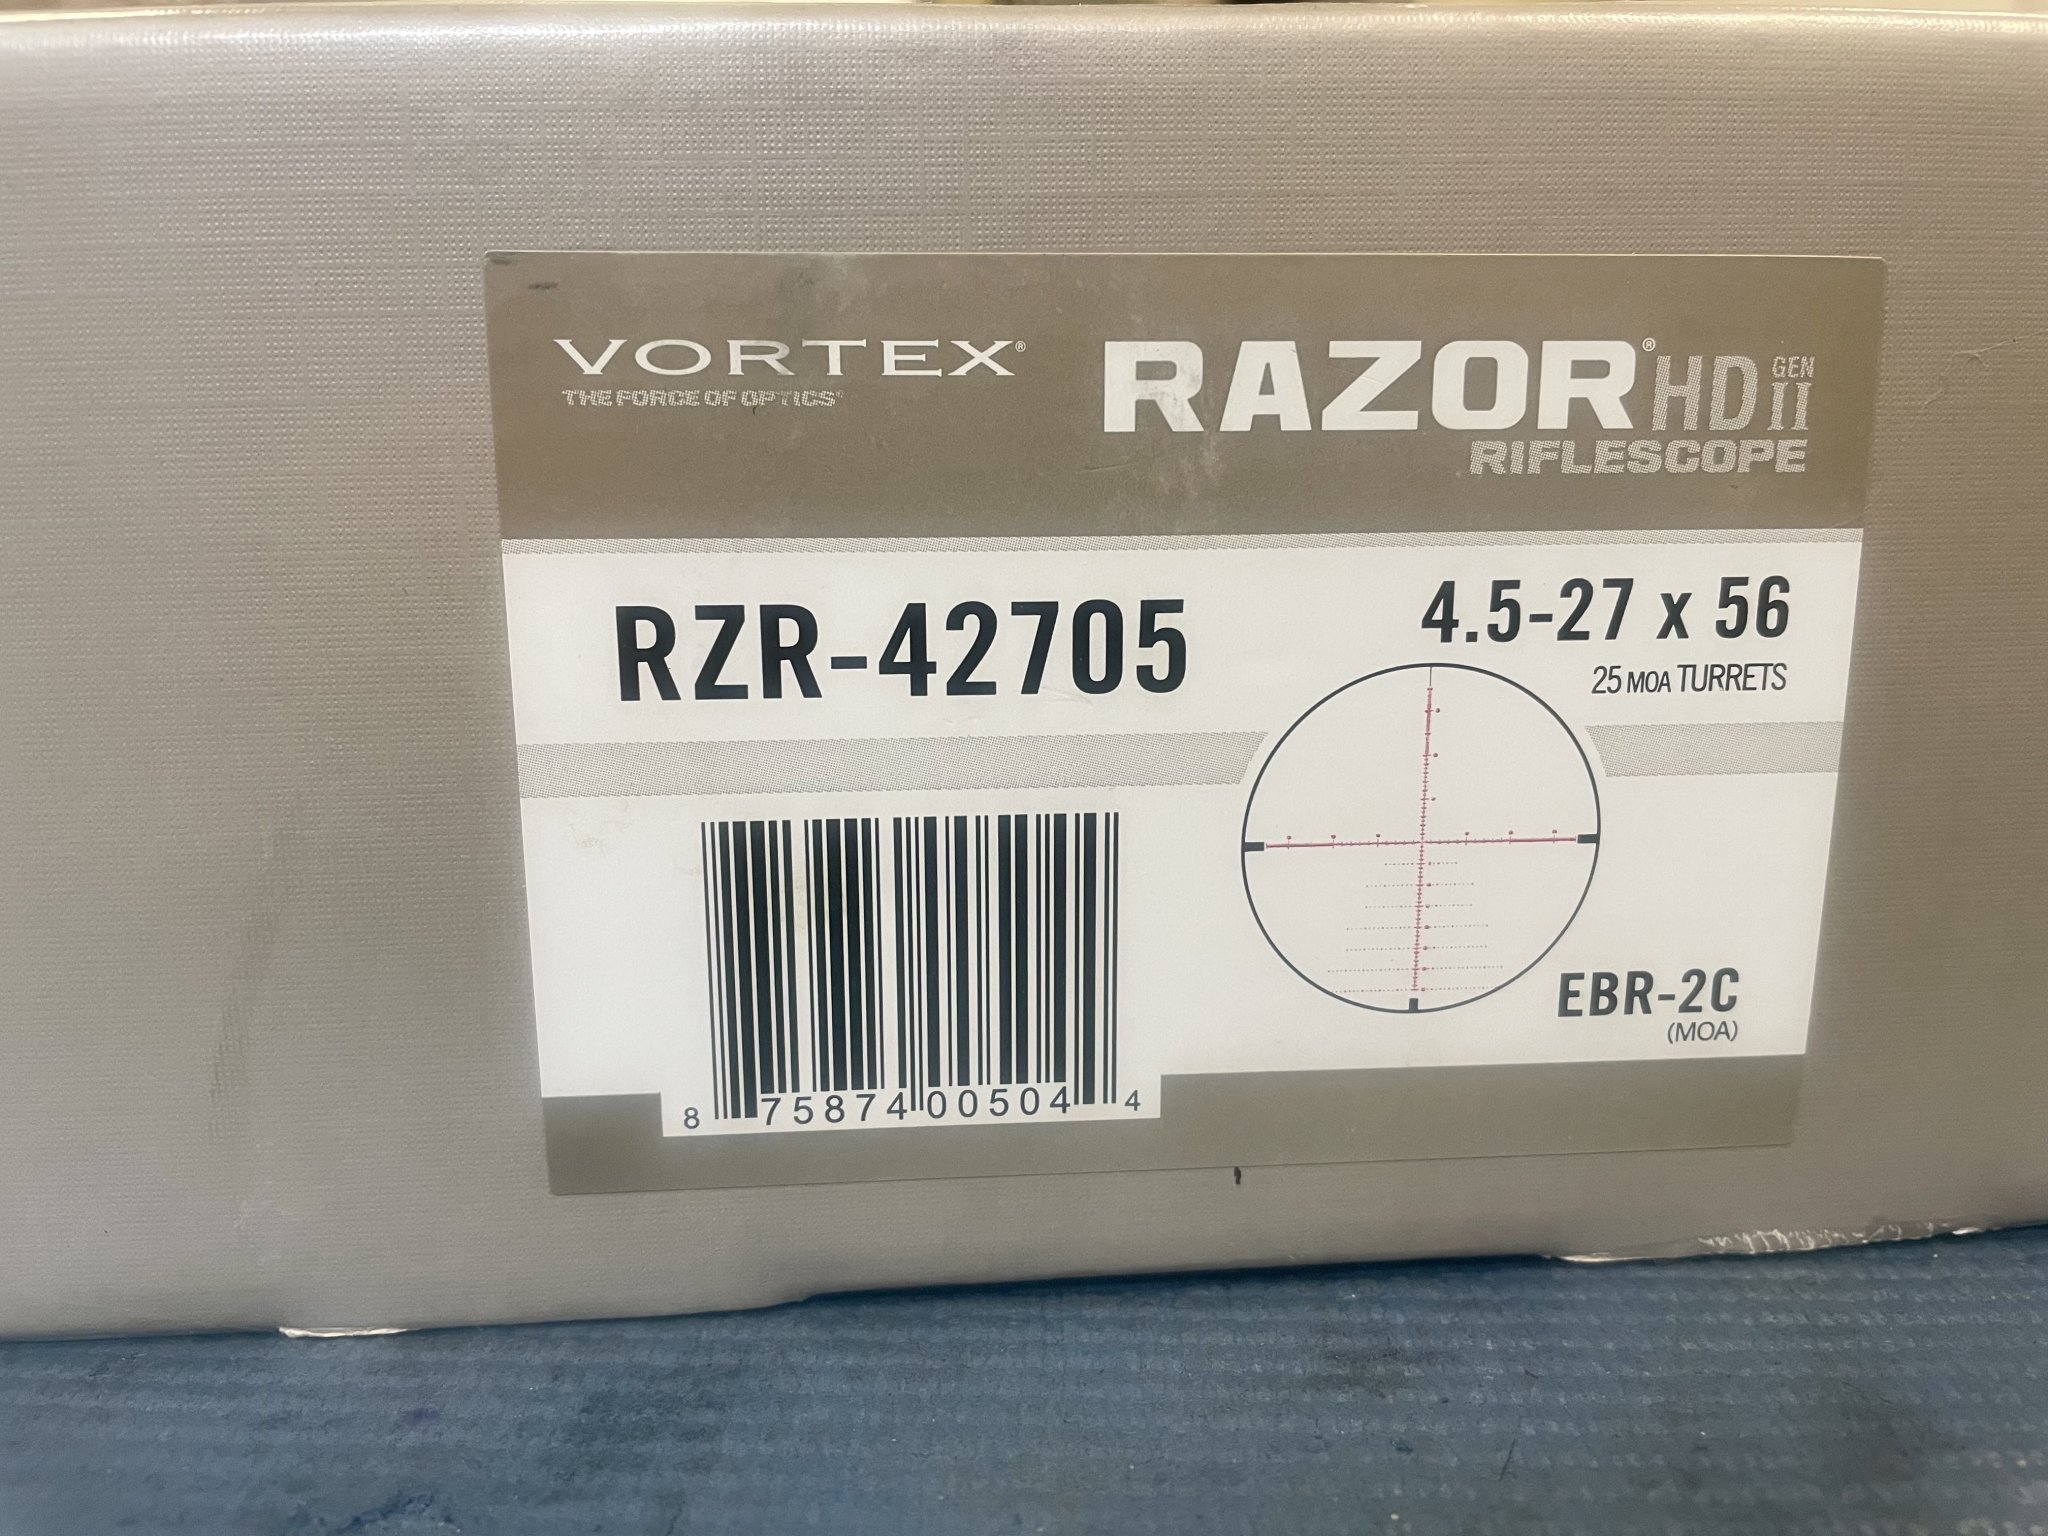 VORTEX®
THE FORCE OF OPTICS®
RAZOR® HD GEN II
RIFLESCOPE
RZR-42705
4.5-27 x 56
25 MOA TURRETS
EBR-2C
(MOA)
8 75874 00504 4